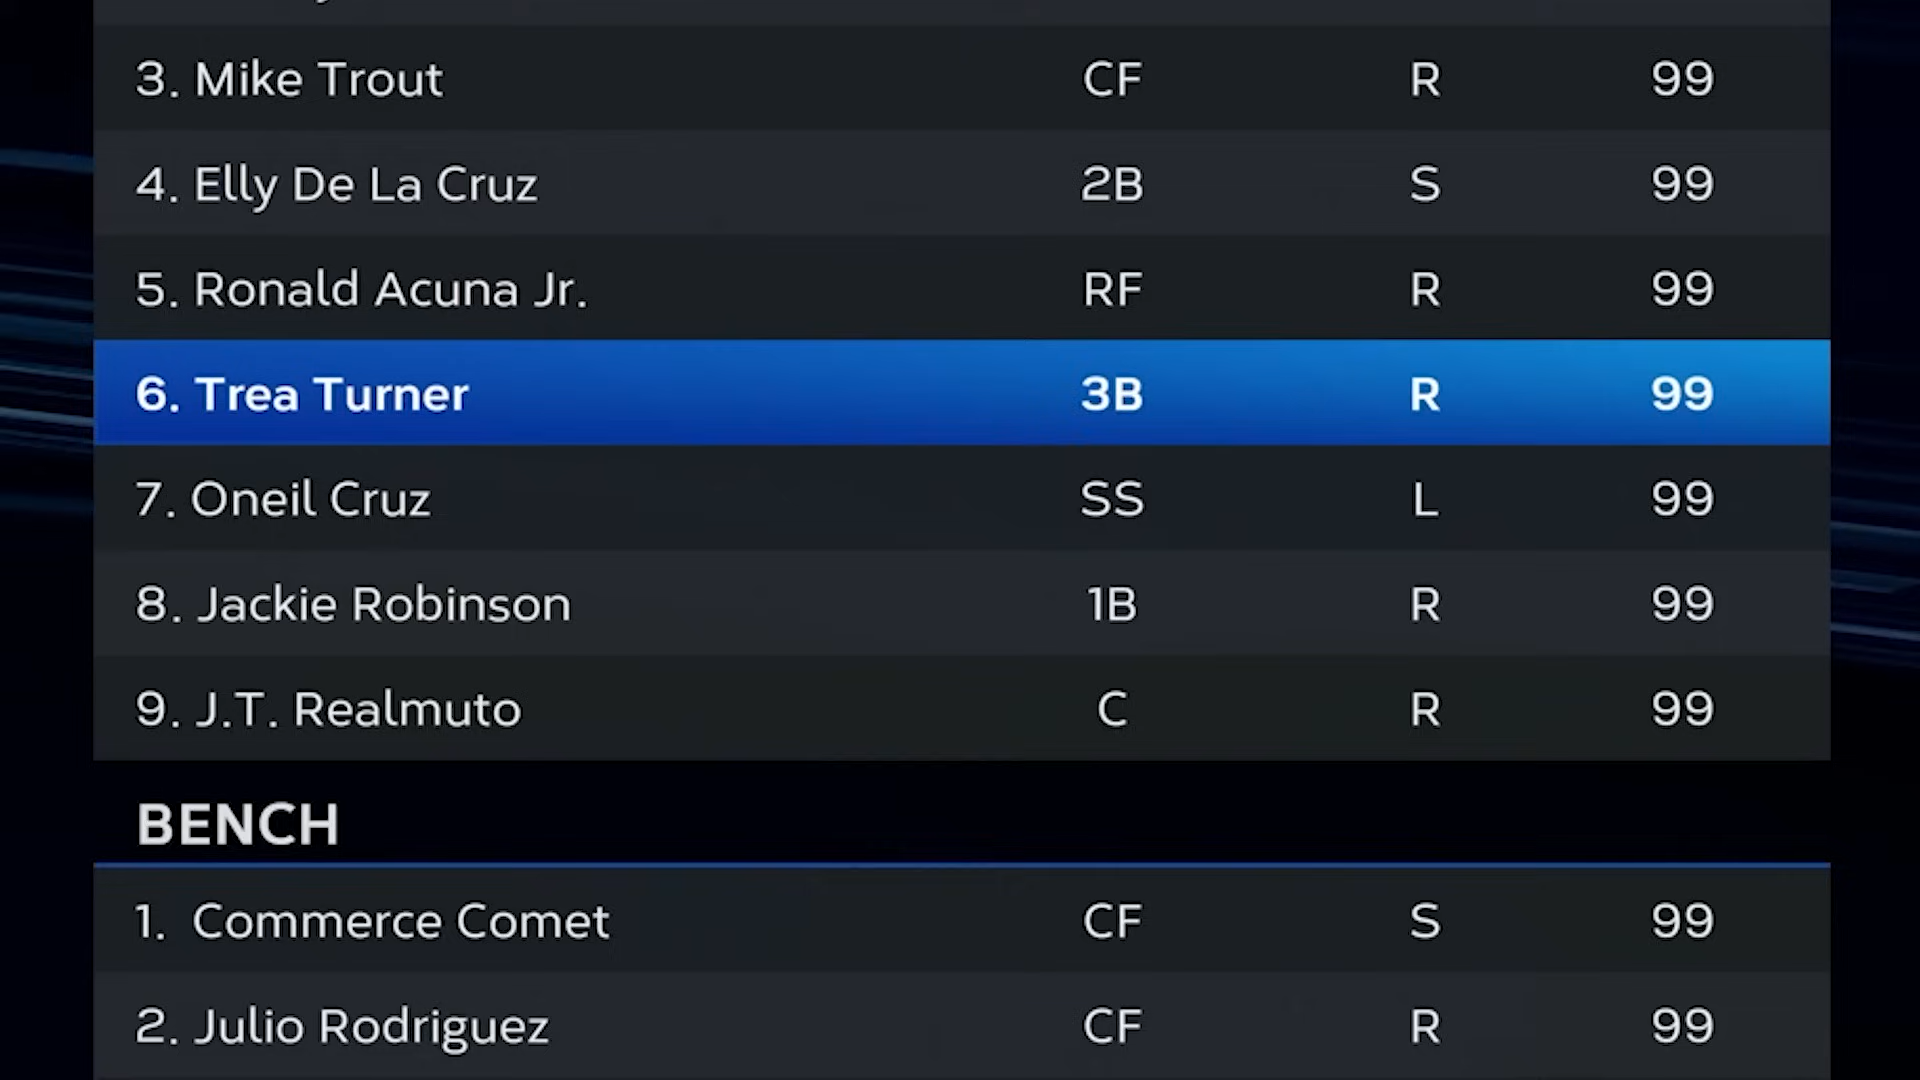 3. Mike Trout CF R 99
4. Elly De La Cruz 2B S 99
5. Ronald Acuna Jr. RF R 99
6. Trea Turner 3B R 99
7. Oneil Cruz SS L 99
8. Jackie Robinson 1B R 99
9. J.T. Realmuto C R 99
BENCH
1. Commerce Comet CF S 99
2. Julio Rodriguez CF R 99